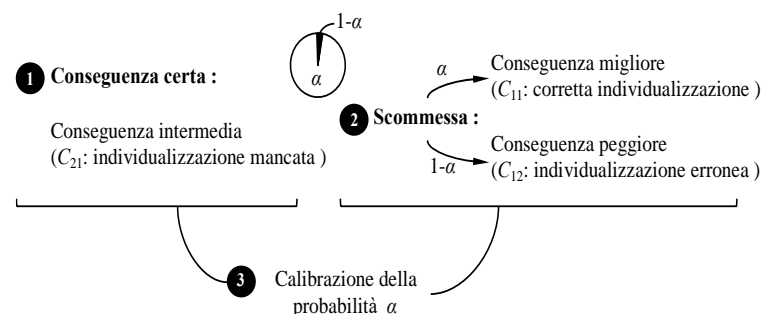 1-α
α
1 Conseguenza certa :
Conseguenza intermedia
(C21: individualizzazione mancata )
2 Scommessa :
α
Conseguenza migliore
(C11: corretta individualizzazione )
1-α
Conseguenza peggiore
(C12: individualizzazione erronea )
3 Calibrazione della
probabilità α